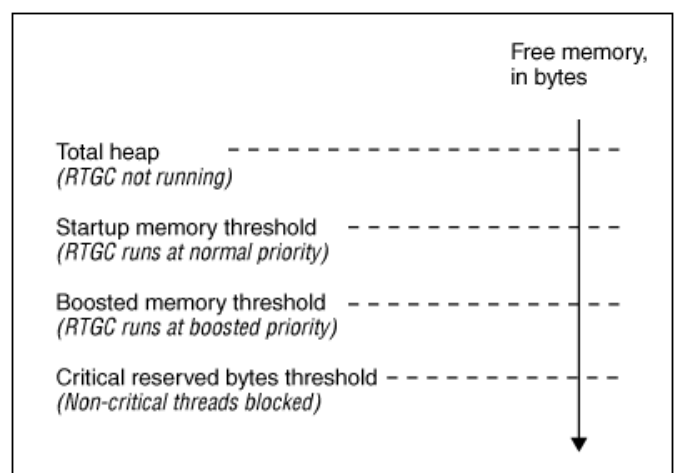 Free memory,
in bytes
Total heap
(RTGC not running)
Startup memory threshold
(RTGC runs at normal priority)
Boosted memory threshold
(RTGC runs at boosted priority)
Critical reserved bytes threshold
(Non-critical threads blocked)